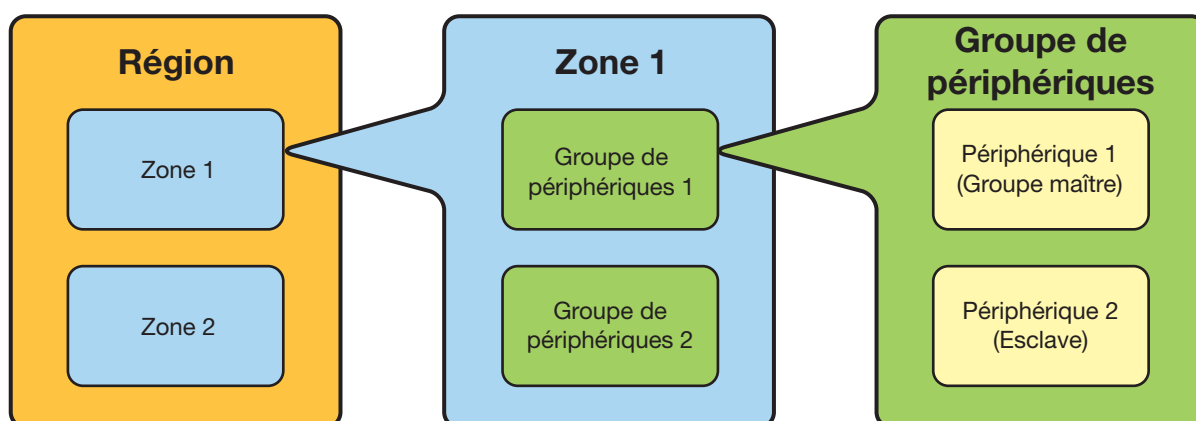 Région
Zone 1
Zone 2
Zone 1
Groupe de
périphériques 1
Groupe de
périphériques 2
Groupe de
périphériques
Périphérique 1
(Groupe maître)
Périphérique 2
(Esclave)